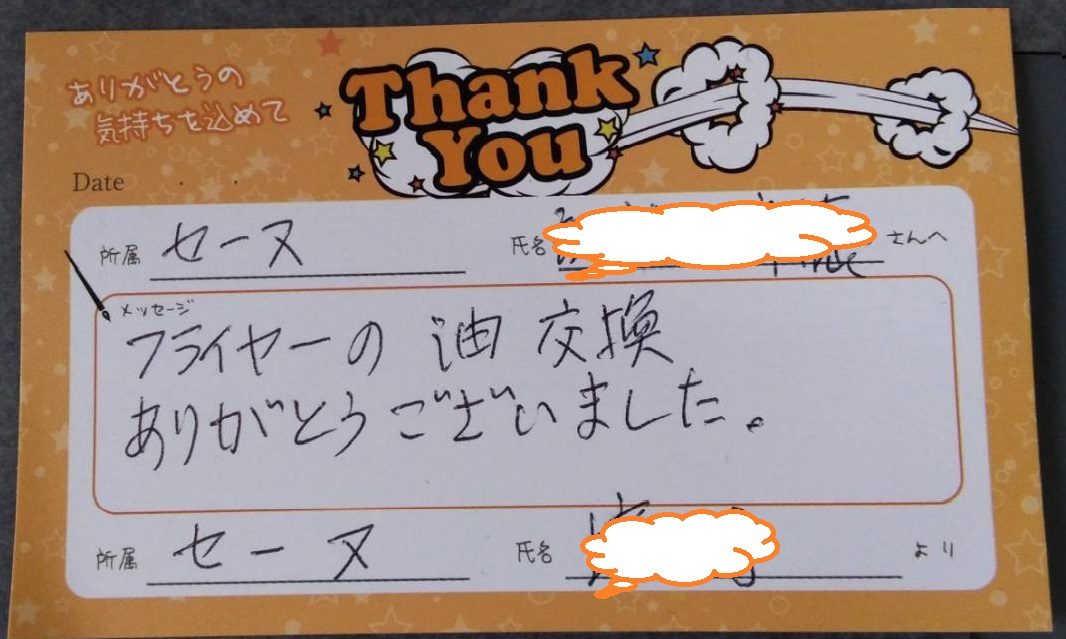 ありがとうの
気持ちを込めて
Thank
You
Date . .
所属 セーヌ 氏名 さんへ
メッセージ
フライヤーの油交換
ありがとうございました。
所属 セーヌ 氏名 より